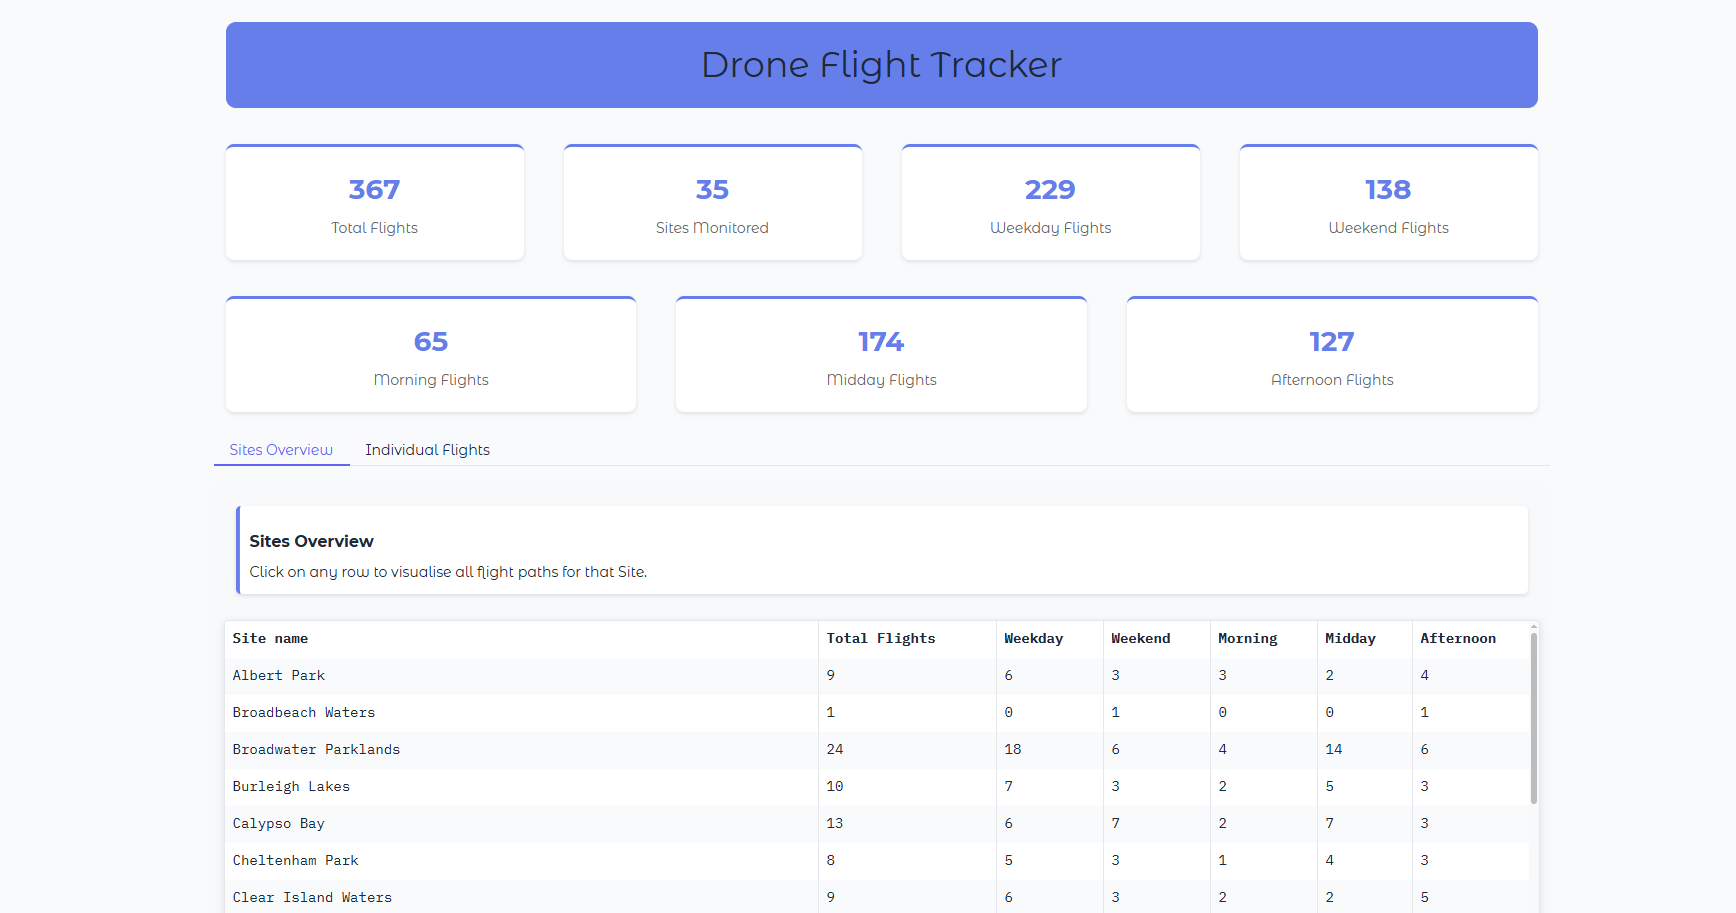 Drone Flight Tracker
367 35 229 138
Total Flights Sites Monitored Weekday Flights Weekend Flights
65 174 127
Morning Flights Midday Flights Afternoon Flights
Sites Overview Individual Flights
Sites Overview
Click on any row to visualise all flight paths for that Site.
Site name Total Flights Weekday Weekend Morning Midday Afternoon
Albert Park 9 6 3 3 2 4
Broadbeach Waters 1 0 1 0 0 1
Broadwater Parklands 24 18 6 4 14 6
Burleigh Lakes 10 7 3 2 5 3
Calypso Bay 13 6 7 2 7 3
Cheltenham Park 8 5 3 1 4 3
Clear Island Waters 9 6 3 2 2 5